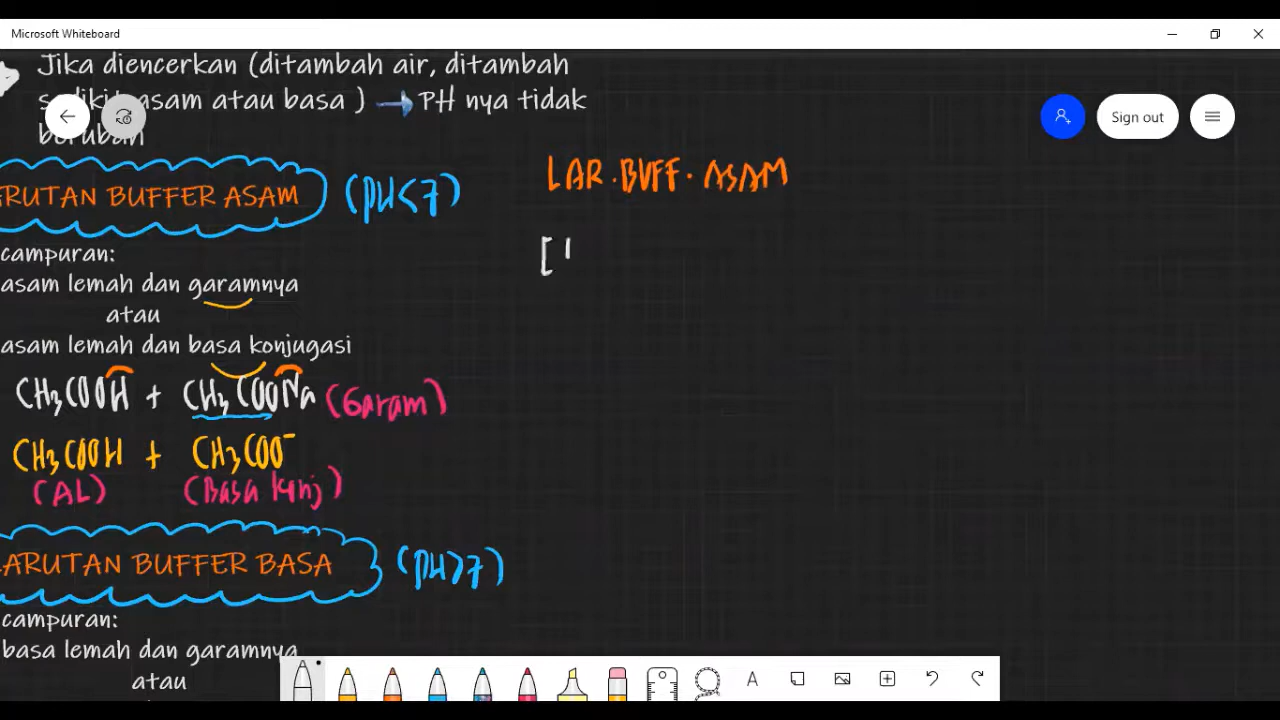 Microsoft Whiteboard
Jika diencerkan (ditambah air, ditambah
asam atau basa ) → PH nya tidak
berubah
RUTAN BUFFER ASAM (PH<7)
campuran:
asam lemah dan garamnya
atau
asam lemah dan basa konjugasi
CH3COOH + CH3COONa (Garam)
CH3COOH + CH3COO-
(AL) (Basa konj)
ARUTAN BUFFER BASA (PH>7)
campuran:
basa lemah dan garamnya
atau
LAR. BUFF. ASAM
[
Sign out
A